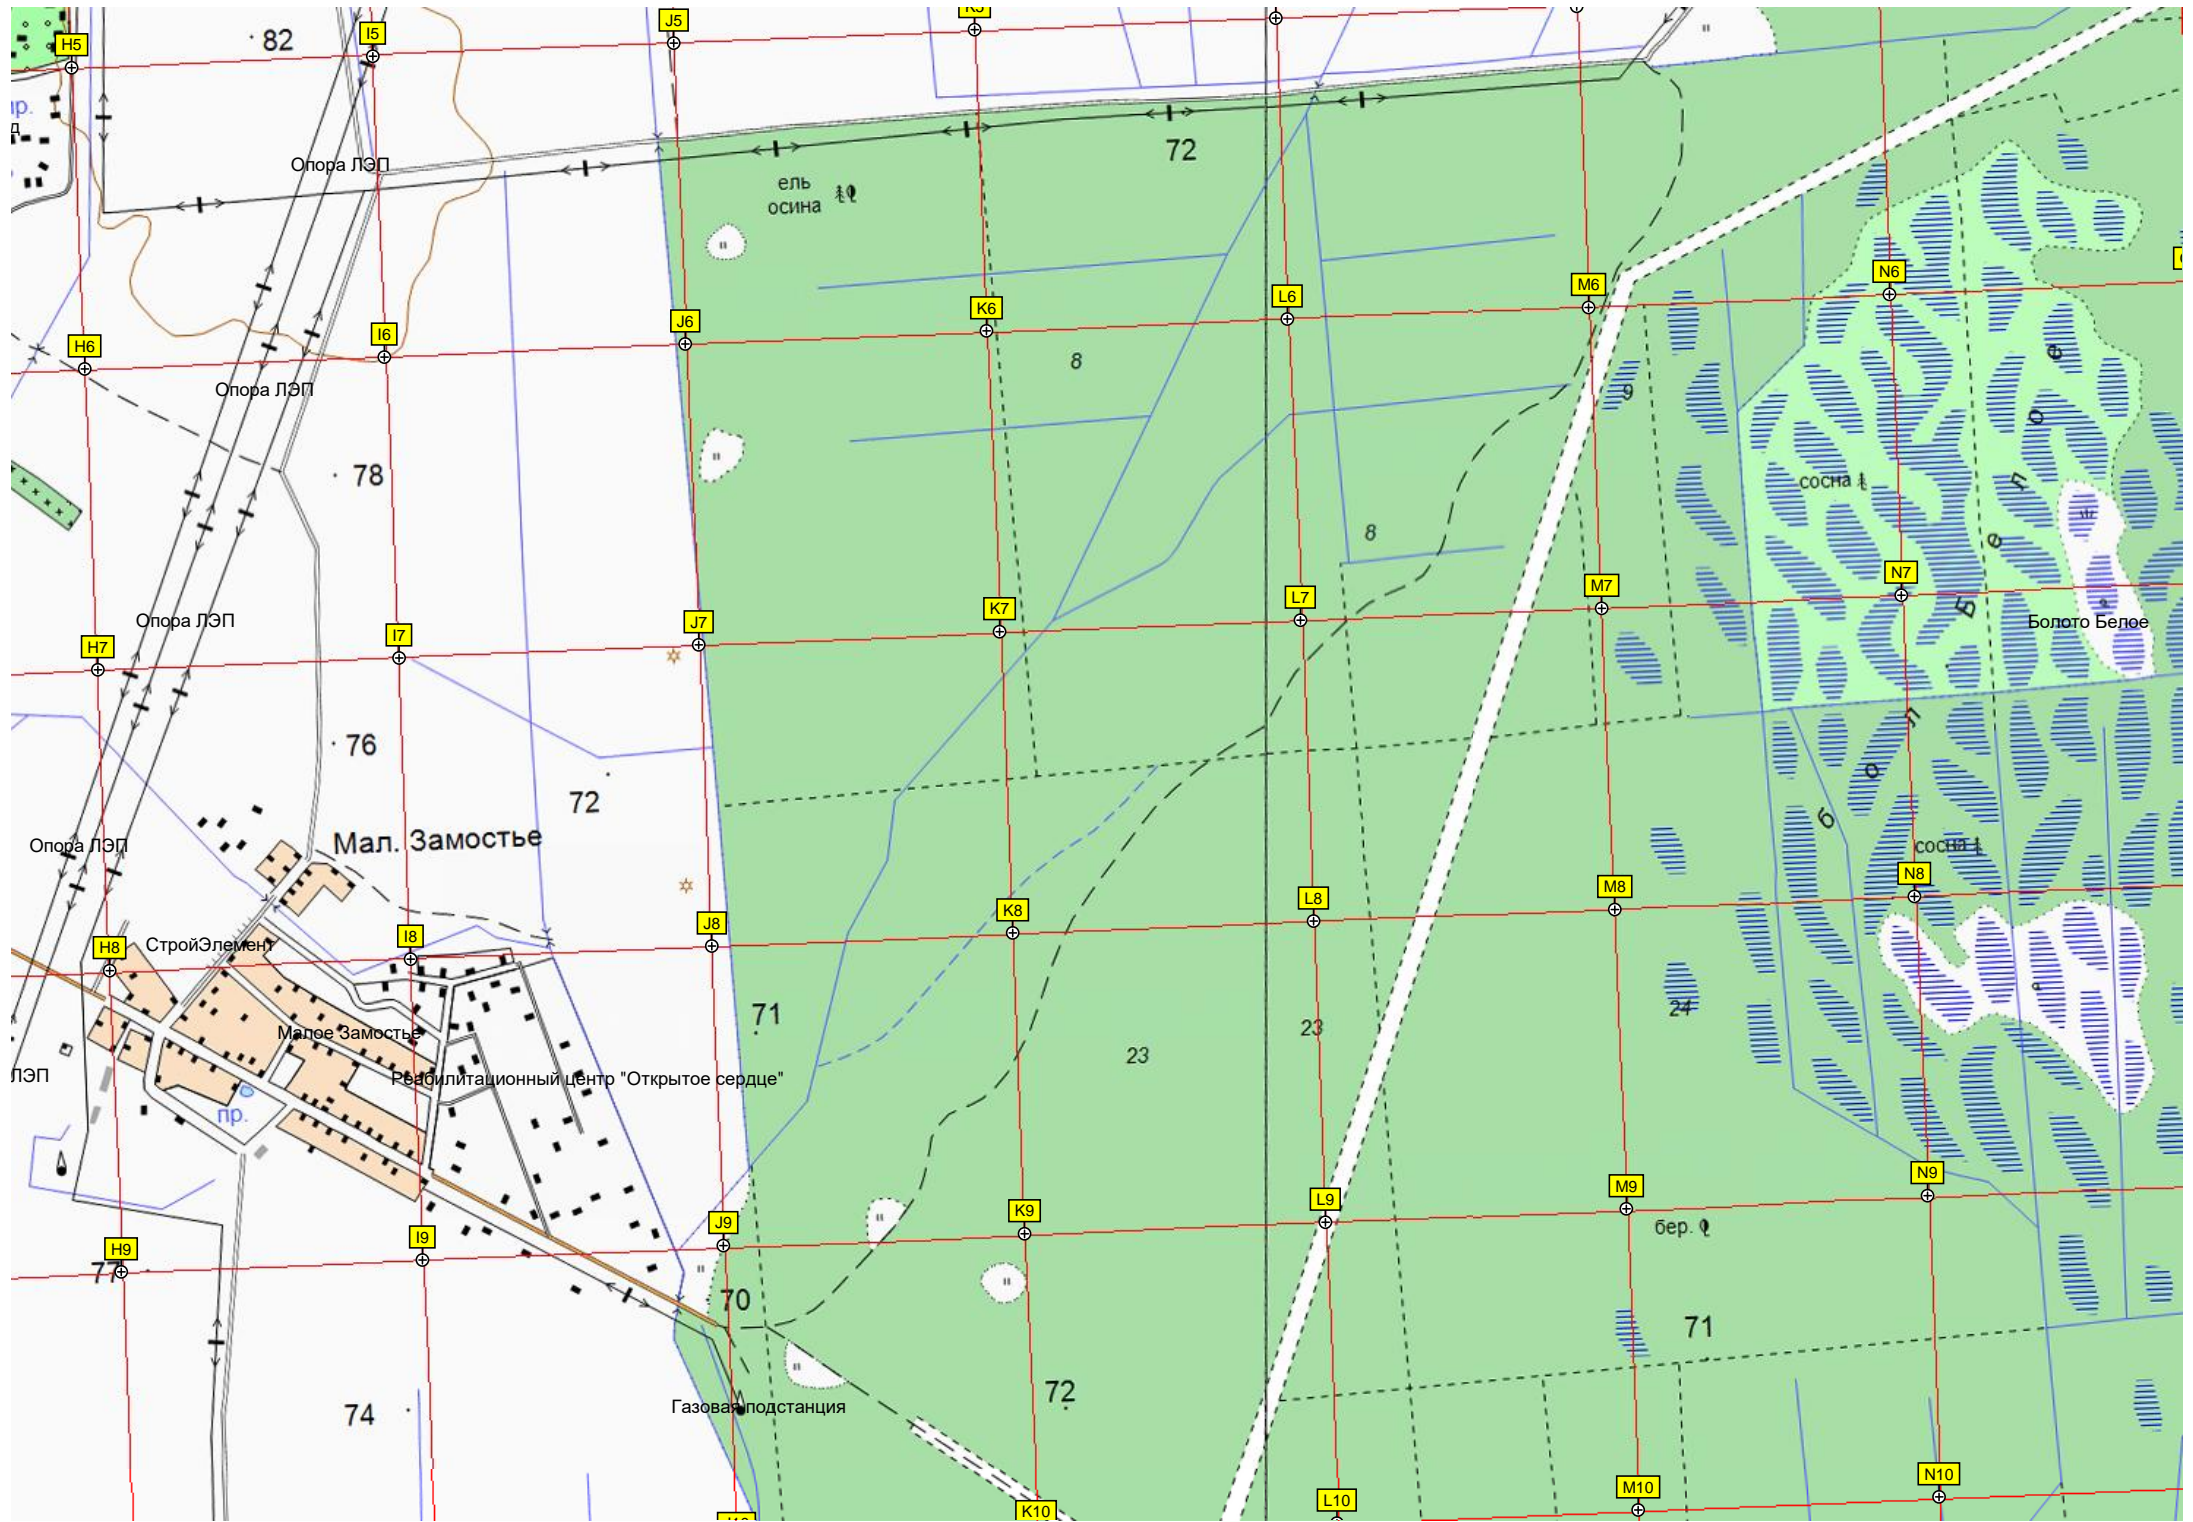 J5
I5
H5
82
пр.
72
Опора ЛЭП
ель
осина
N6
M6
L6
K6
J6
I6
H6
8
е
Опора ЛЭП
9
о
78
сосна
л
8
е
N7
M7
L7
K7
J7
I7
H7
Б
Опора ЛЭП
Болото Белое
л
76
о
72
б
Мал. Замостье
Опора ЛЭП
сосна
N8
M8
L8
K8
J8
I8
H8
СтройЭлемент
24
71
23
23
Малое Замостье
ЛЭП
Реабилитационный центр "Открытое сердце"
пр.
N9
M9
L9
K9
J9
I9
H9
бер.
77
70
71
72
Газовая подстанция
74
N10
M10
L10
K10